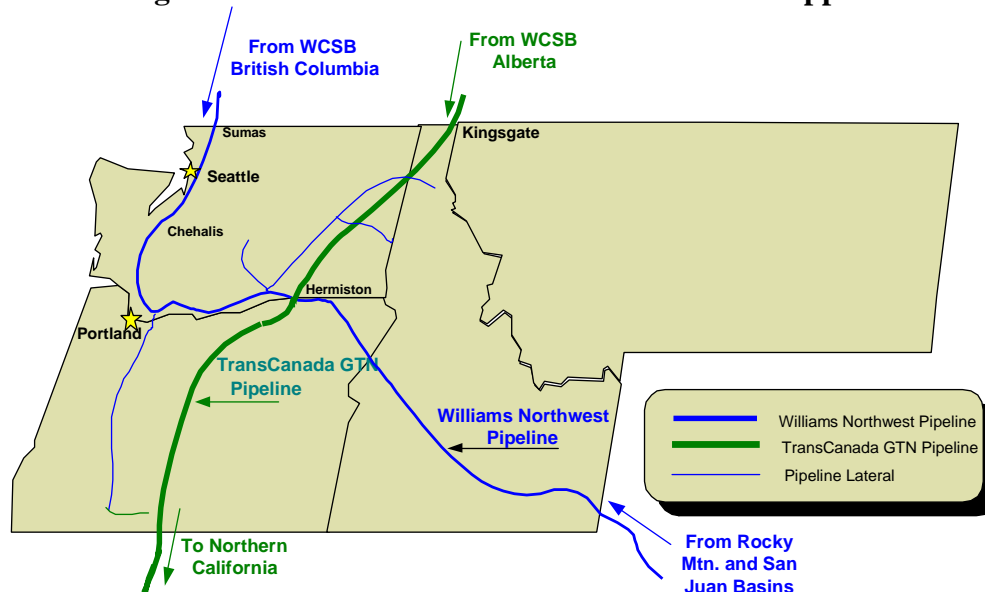 From WCSB
British Columbia
From WCSB
Alberta
Sumas
Kingsgate
Seattle
Chehalis
Hermiston
Portland
TransCanada GTN
Pipeline
Williams Northwest
Pipeline
Williams Northwest Pipeline
TransCanada GTN Pipeline
Pipeline Lateral
To Northern
California
From Rocky
Mtn. and San
Juan Basins